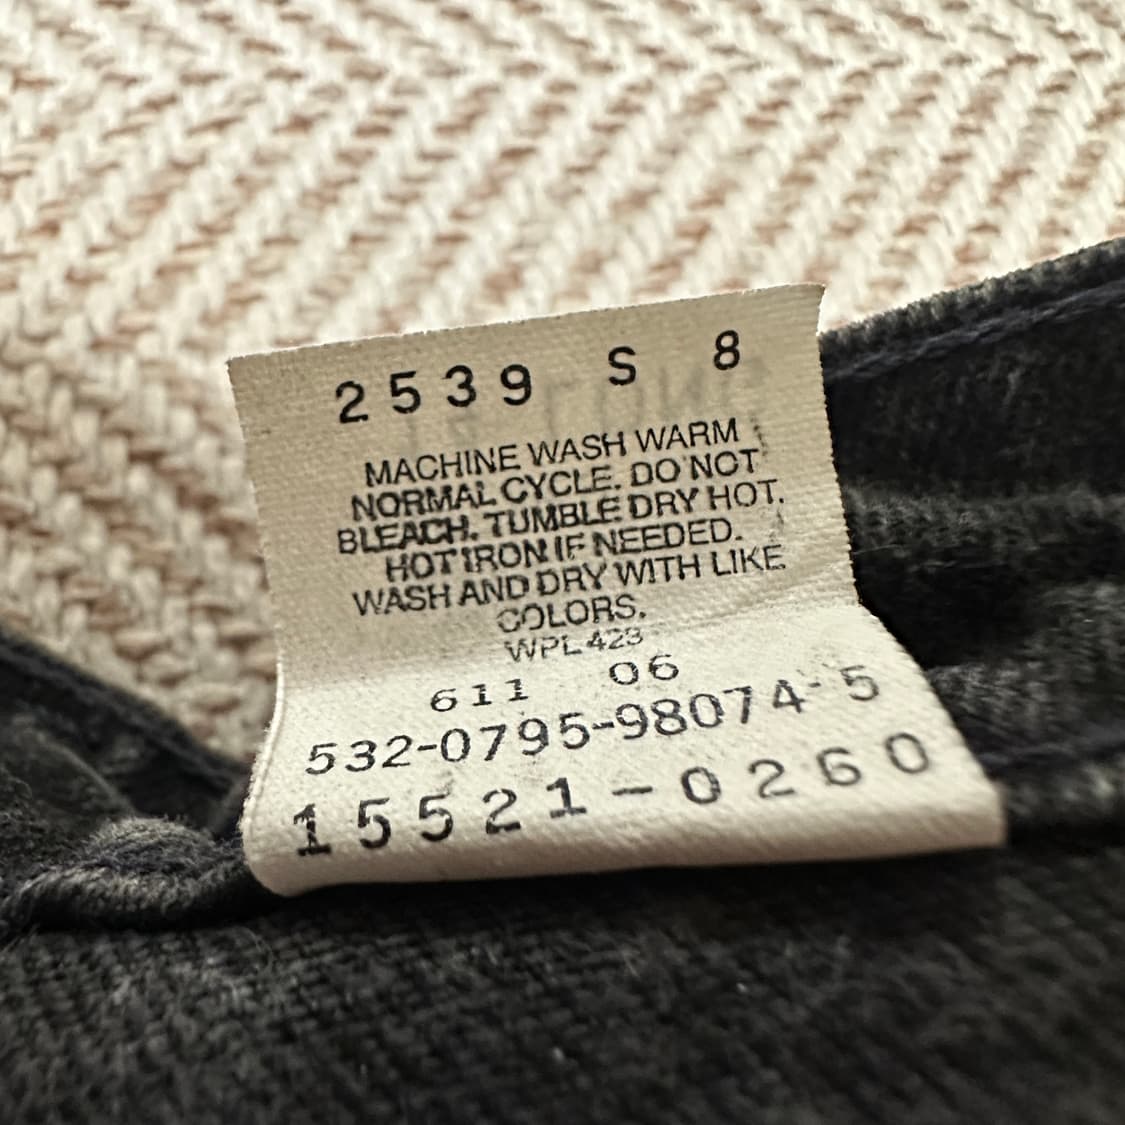 2539 S 8
MACHINE WASH WARM
NORMAL CYCLE. DO NOT
BLEACH. TUMBLE DRY HOT.
HOT IRON IF NEEDED.
WASH AND DRY WITH LIKE
COLORS.
WPL 423
611 06
532-0795-98074-5
15521-0260